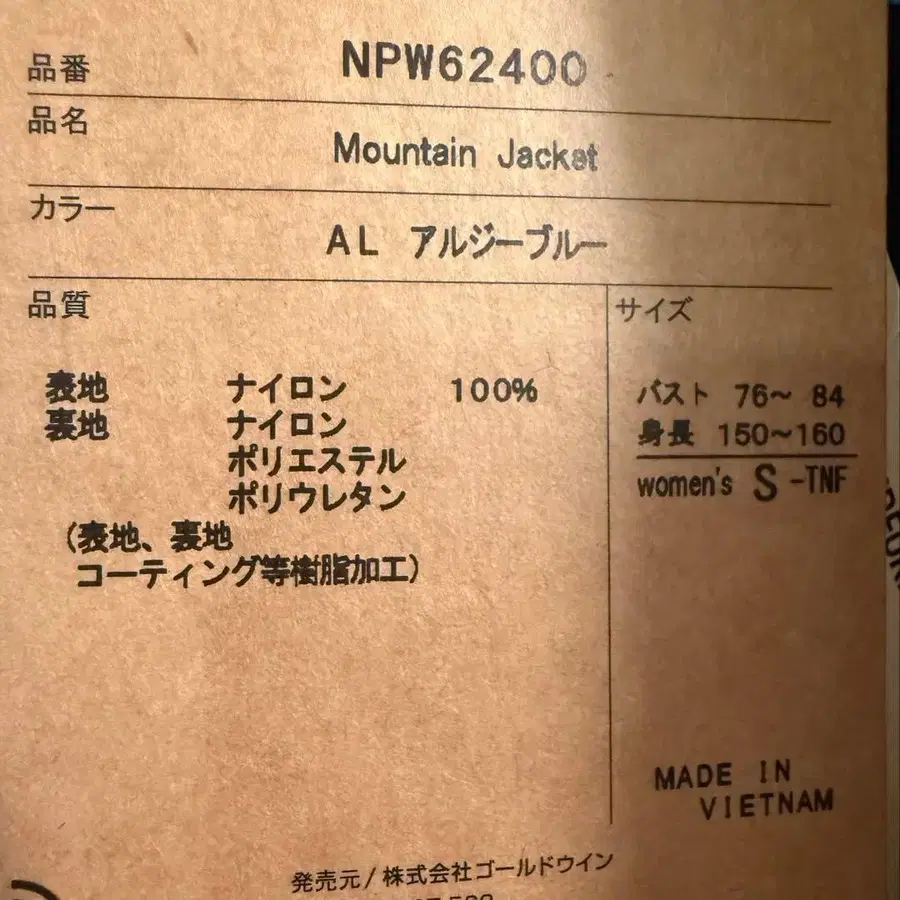 品番 NPW62400
品名 Mountain Jacket
カラー AL アルジーブルー
品質
表地 ナイロン 100%
裏地 ナイロン
ポリエステル
ポリウレタン
(表地、裏地
コーティング等樹脂加工)
サイズ
バスト 76〜 84
身長 150〜160
women's S -TNF
MADE IN
VIETNAM
発売元/株式会社ゴールドウイン